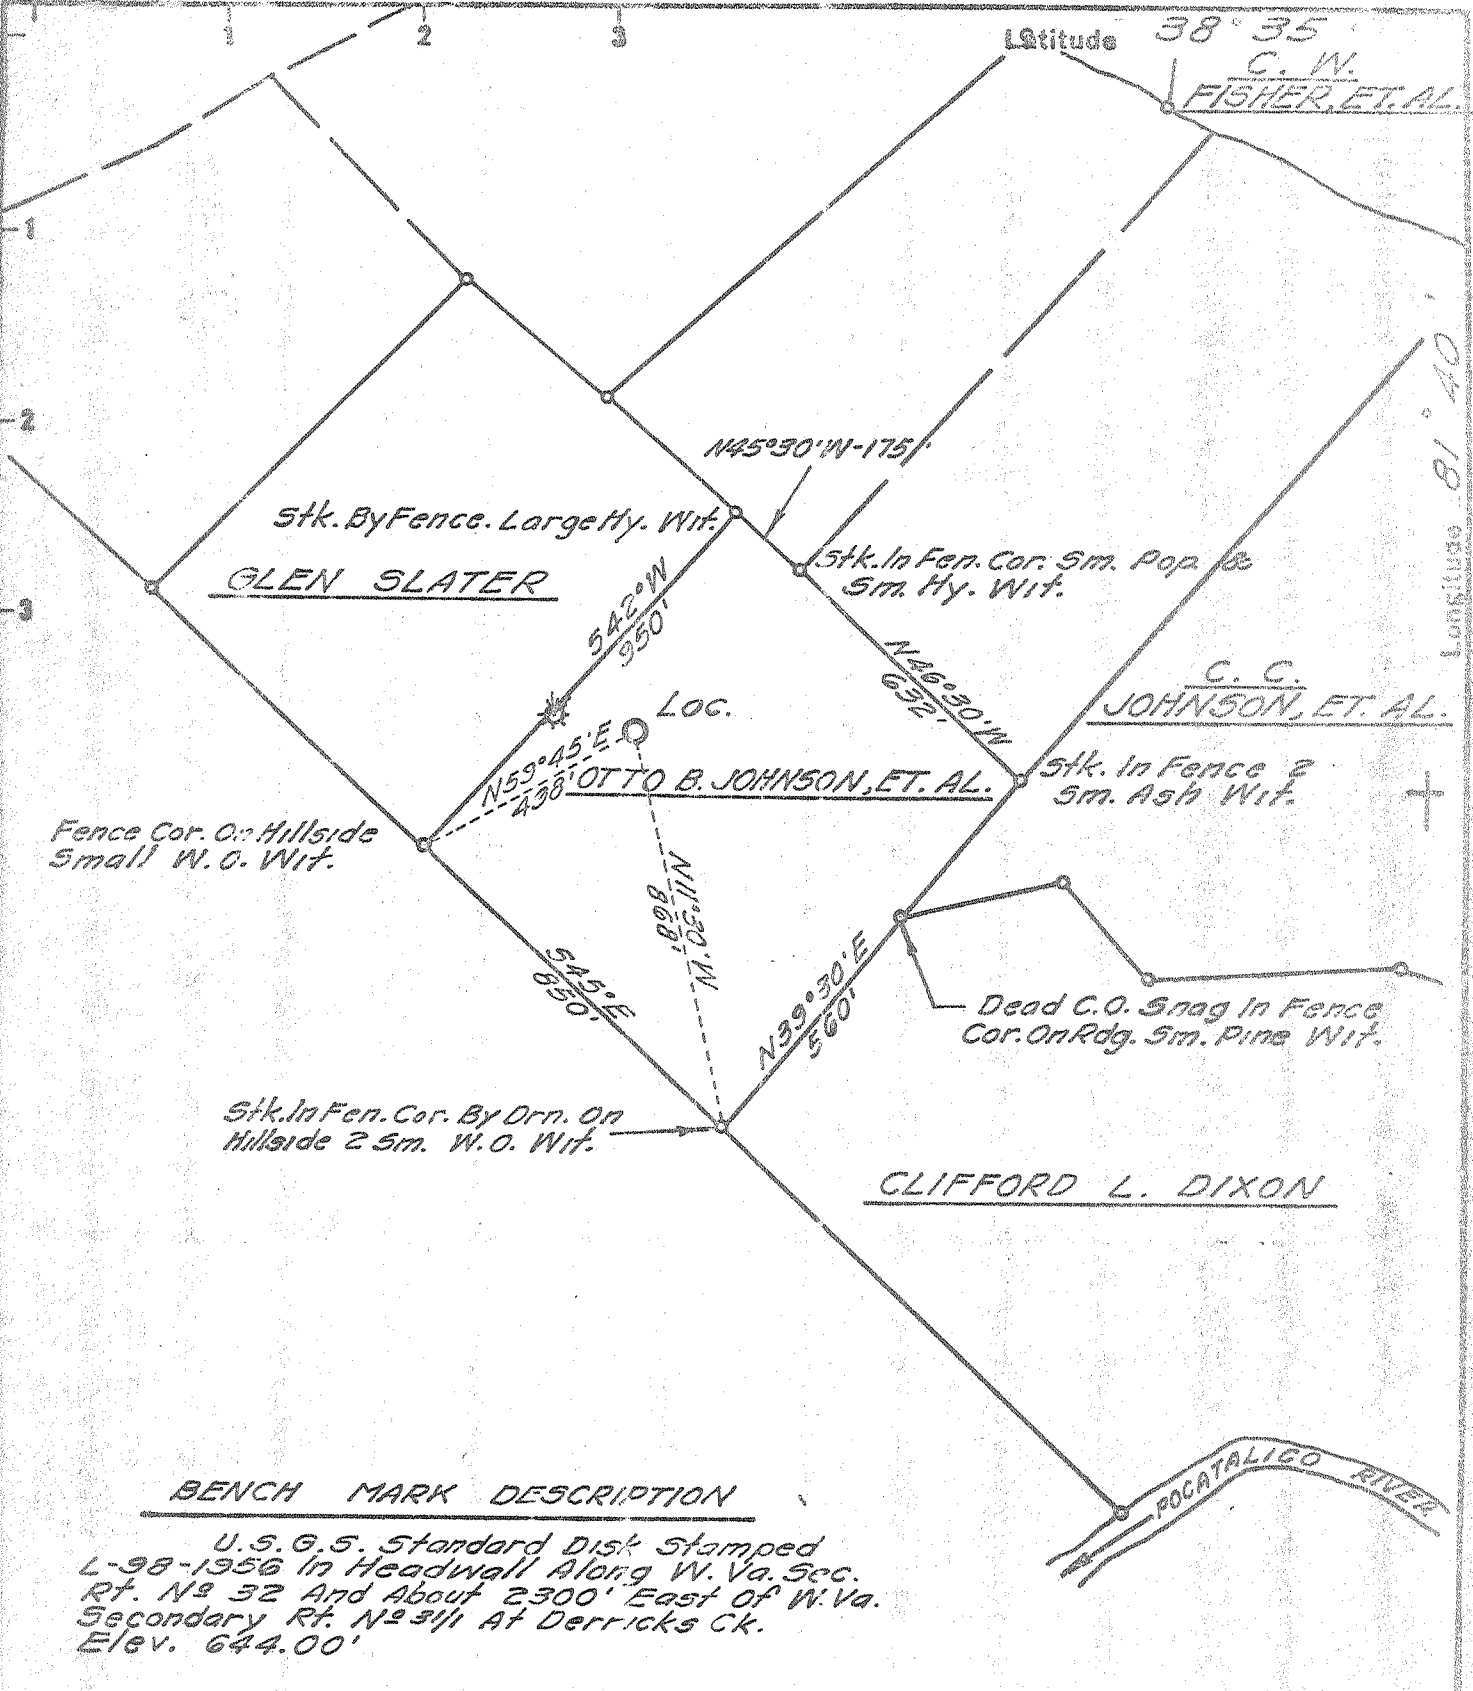 1 2 3
Latitude 38° 35'
C. W.
FISHER, ET. AL.
1
2
3
Longitude 81° 40'
N45°30'W-175'
Stk. By Fence. Large Hy. Wit.
GLEN SLATER
Stk. In Fen. Cor. Sm. Pop. &
Sm. Hy. Wit.
S42°W
950'
N46°30'W
632'
C. C.
JOHNSON, ET. AL.
Loc.
N59°45'E
438'
OTTO B. JOHNSON, ET. AL.
Stk. In Fence 2
Sm. Ash Wit.
Fence Cor. On Hillside
Small W. O. Wit.
N11°30'W
868'
S45°E
850'
N39°30'E
560'
Dead C.O. Snag In Fence
Cor. On Rdg. Sm. Pine Wit.
Stk. In Fen. Cor. By Drn. On
Hillside 2 Sm. W. O. Wit.
CLIFFORD L. DIXON
POCATALICO RIVER
BENCH MARK DESCRIPTION
U.S.G.S. Standard Disk Stamped
L-98-1956 In Headwall Along W. Va. Sec.
Rt. Nº 32 And About 2300' East Of W. Va.
Secondary Rt. Nº 31/1 At Derricks Ck.
Elev. 644.00'